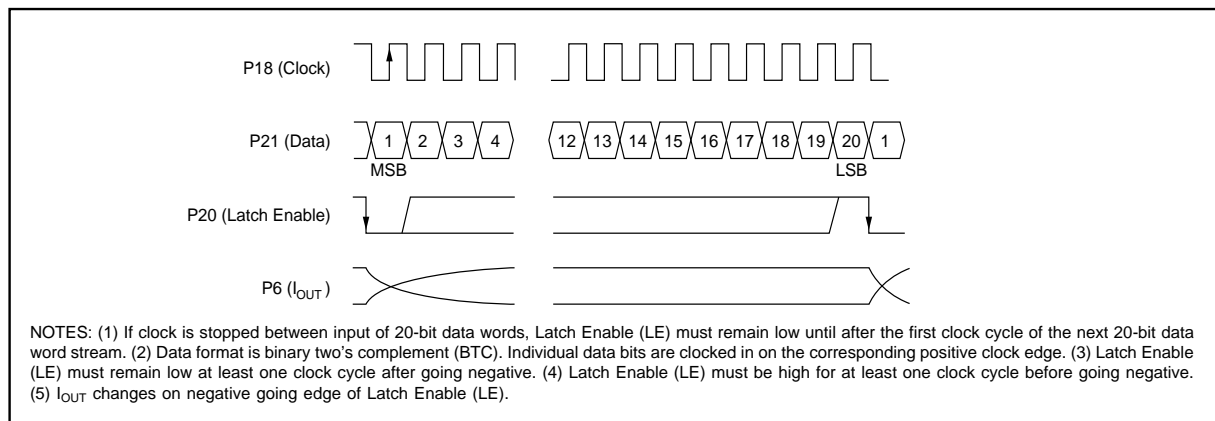 P18 (Clock)
P21 (Data)
1 2 3 4 12 13 14 15 16 17 18 19 20 1
MSB LSB
P20 (Latch Enable)
P6 (IOUT)
NOTES: (1) If clock is stopped between input of 20-bit data words, Latch Enable (LE) must remain low until after the first clock cycle of the next 20-bit data
word stream. (2) Data format is binary two's complement (BTC). Individual data bits are clocked in on the corresponding positive clock edge. (3) Latch Enable
(LE) must remain low at least one clock cycle after going negative. (4) Latch Enable (LE) must be high for at least one clock cycle before going negative.
(5) IOUT changes on negative going edge of Latch Enable (LE).